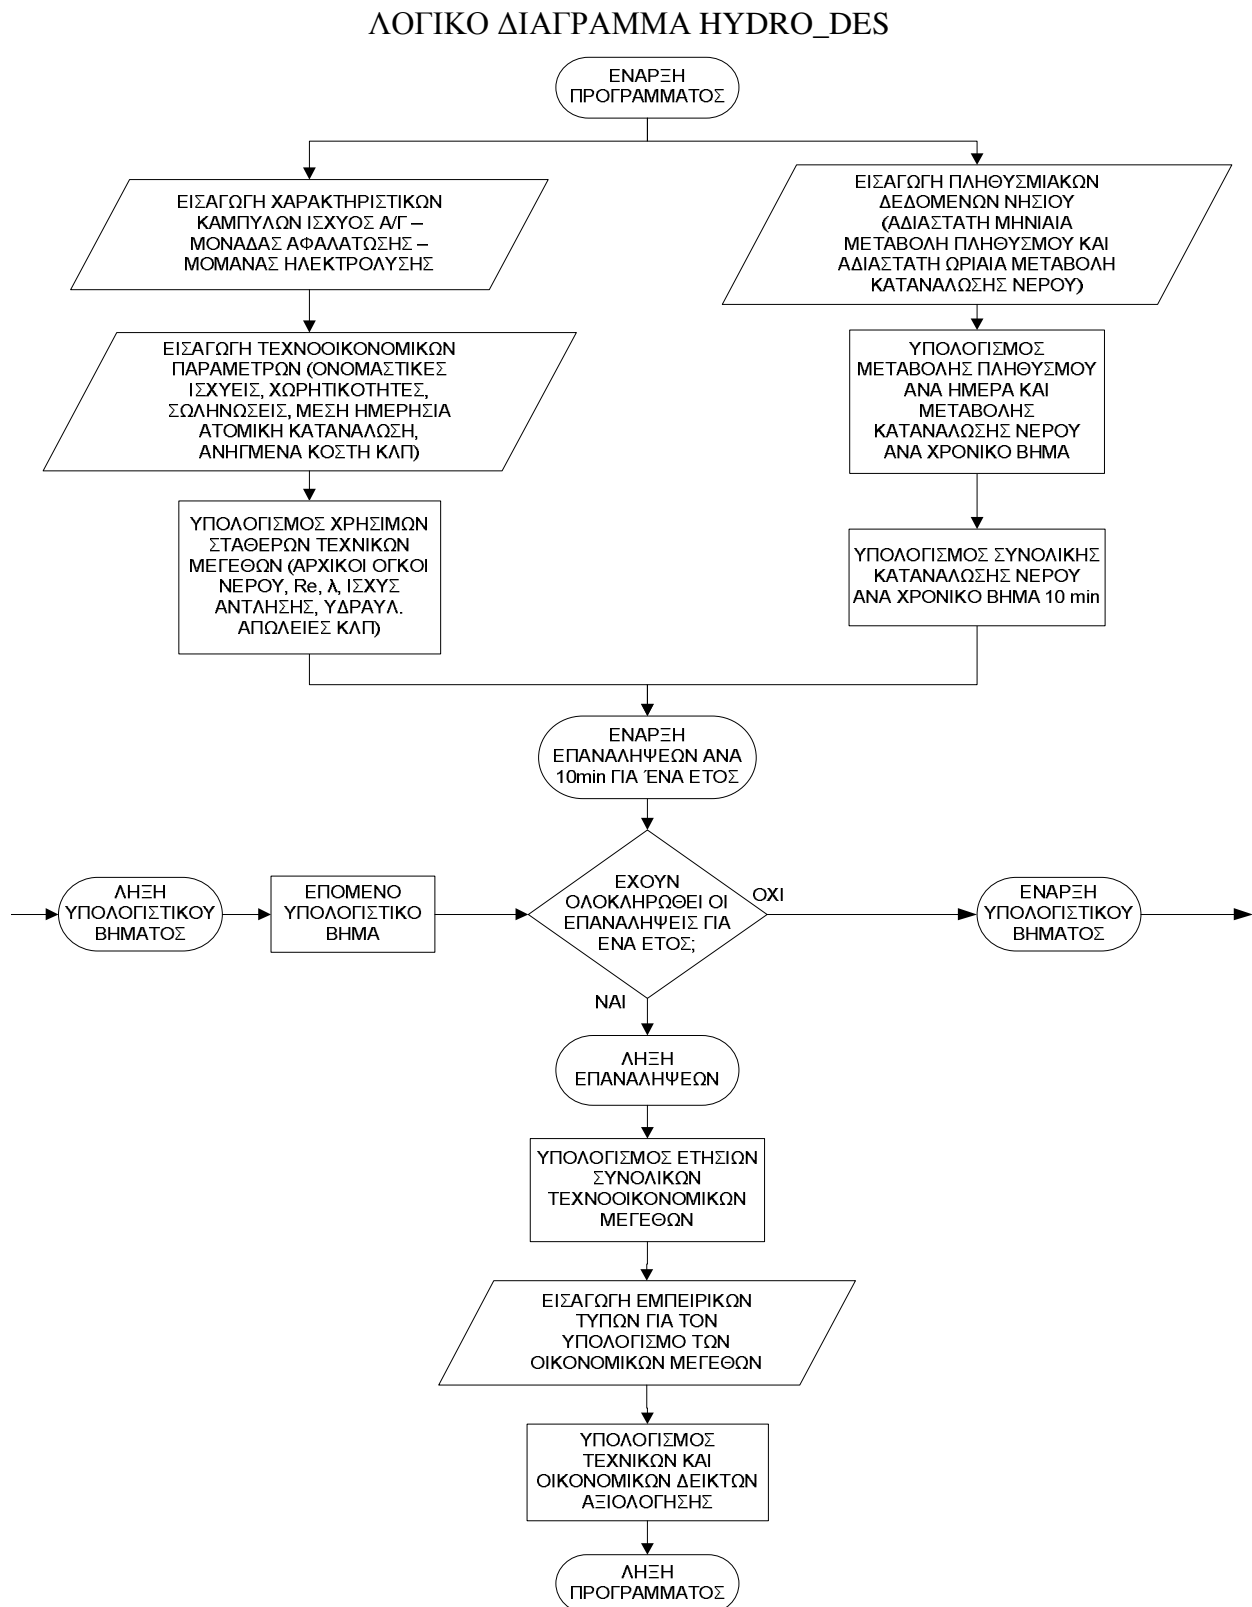 ΛΟΓΙΚΟ ΔΙΑΓΡΑΜΜΑ HYDRO_DES
ΕΝΑΡΞΗ
ΠΡΟΓΡΑΜΜΑΤΟΣ
ΕΙΣΑΓΩΓΗ ΧΑΡΑΚΤΗΡΙΣΤΙΚΩΝ
ΚΑΜΠΥΛΩΝ ΙΣΧΥΟΣ Α/Γ –
ΜΟΝΑΔΑΣ ΑΦΑΛΑΤΩΣΗΣ –
ΜΟΜΑΝΑΣ ΗΛΕΚΤΡΟΛΥΣΗΣ
ΕΙΣΑΓΩΓΗ ΠΛΗΘΥΣΜΙΑΚΩΝ
ΔΕΔΟΜΕΝΩΝ ΝΗΣΙΟΥ
(ΑΔΙΑΣΤΑΤΗ ΜΗΝΙΑΙΑ
ΜΕΤΑΒΟΛΗ ΠΛΗΘΥΣΜΟΥ ΚΑΙ
ΑΔΙΑΣΤΑΤΗ ΩΡΙΑΙΑ ΜΕΤΑΒΟΛΗ
ΚΑΤΑΝΑΛΩΣΗΣ ΝΕΡΟΥ)
ΕΙΣΑΓΩΓΗ ΤΕΧΝΟΟΙΚΟΝΟΜΙΚΩΝ
ΠΑΡΑΜΕΤΡΩΝ (ΟΝΟΜΑΣΤΙΚΕΣ
ΙΣΧΥΕΙΣ, ΧΩΡΗΤΙΚΟΤΗΤΕΣ,
ΣΩΛΗΝΩΣΕΙΣ, ΜΕΣΗ ΗΜΕΡΗΣΙΑ
ΑΤΟΜΙΚΗ ΚΑΤΑΝΑΛΩΣΗ,
ΑΝΗΓΜΕΝΑ ΚΟΣΤΗ ΚΛΠ)
ΥΠΟΛΟΓΙΣΜΟΣ
ΜΕΤΑΒΟΛΗΣ ΠΛΗΘΥΣΜΟΥ
ΑΝΑ ΗΜΕΡΑ ΚΑΙ
ΜΕΤΑΒΟΛΗΣ
ΚΑΤΑΝΑΛΩΣΗΣ ΝΕΡΟΥ
ΑΝΑ ΧΡΟΝΙΚΟ ΒΗΜΑ
ΥΠΟΛΟΓΙΣΜΟΣ ΧΡΗΣΙΜΩΝ
ΣΤΑΘΕΡΩΝ ΤΕΧΝΙΚΩΝ
ΜΕΓΕΘΩΝ (ΑΡΧΙΚΟΙ ΟΓΚΟΙ
ΝΕΡΟΥ, Re, λ, ΙΣΧΥΣ
ΑΝΤΛΗΣΗΣ, ΥΔΡΑΥΛ.
ΑΠΩΛΕΙΕΣ ΚΛΠ)
ΥΠΟΛΟΓΙΣΜΟΣ ΣΥΝΟΛΙΚΗΣ
ΚΑΤΑΝΑΛΩΣΗΣ ΝΕΡΟΥ
ΑΝΑ ΧΡΟΝΙΚΟ ΒΗΜΑ 10 min
ΕΝΑΡΞΗ
ΕΠΑΝΑΛΗΨΕΩΝ ΑΝΑ
10min ΓΙΑ ΈΝΑ ΕΤΟΣ
ΛΗΞΗ
ΥΠΟΛΟΓΙΣΤΙΚΟΥ
ΒΗΜΑΤΟΣ
ΕΠΟΜΕΝΟ
ΥΠΟΛΟΓΙΣΤΙΚΟ
ΒΗΜΑ
ΕΧΟΥΝ
ΟΛΟΚΛΗΡΩΘΕΙ ΟΙ
ΕΠΑΝΑΛΗΨΕΙΣ ΓΙΑ
ΕΝΑ ΕΤΟΣ;
ΟΧΙ
ΕΝΑΡΞΗ
ΥΠΟΛΟΓΙΣΤΙΚΟΥ
ΒΗΜΑΤΟΣ
ΝΑΙ
ΛΗΞΗ
ΕΠΑΝΑΛΗΨΕΩΝ
ΥΠΟΛΟΓΙΣΜΟΣ ΕΤΗΣΙΩΝ
ΣΥΝΟΛΙΚΩΝ
ΤΕΧΝΟΟΙΚΟΝΟΜΙΚΩΝ
ΜΕΓΕΘΩΝ
ΕΙΣΑΓΩΓΗ ΕΜΠΕΙΡΙΚΩΝ
ΤΥΠΩΝ ΓΙΑ ΤΟΝ
ΥΠΟΛΟΓΙΣΜΟ ΤΩΝ
ΟΙΚΟΝΟΜΙΚΩΝ ΜΕΓΕΘΩΝ
ΥΠΟΛΟΓΙΣΜΟΣ
ΤΕΧΝΙΚΩΝ ΚΑΙ
ΟΙΚΟΝΟΜΙΚΩΝ ΔΕΙΚΤΩΝ
ΑΞΙΟΛΟΓΗΣΗΣ
ΛΗΞΗ
ΠΡΟΓΡΑΜΜΑΤΟΣ